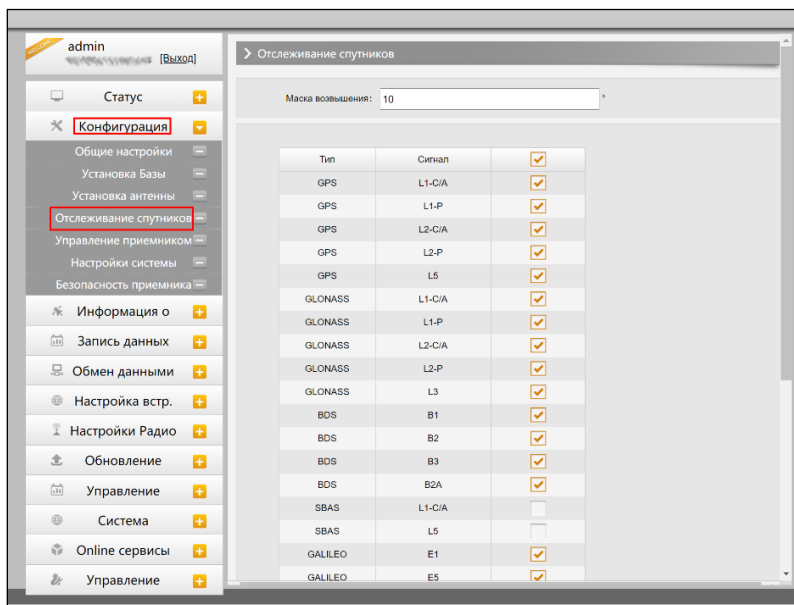 WELCOME
admin
[Выход]
Статус
Конфигурация
Общие настройки
Установка Базы
Установка антенны
Отслеживание спутников
Управление приемником
Настройки системы
Безопасность приемника
Информация о
Запись данных
Обмен данными
Настройка встр.
Настройки Радио
Обновление
Управление
Система
Online сервисы
Управление
Отслеживание спутников
Маска возвышения: 10 *
Тип Сигнал
GPS L1-C/A
GPS L1-P
GPS L2-C/A
GPS L2-P
GPS L5
GLONASS L1-C/A
GLONASS L1-P
GLONASS L2-C/A
GLONASS L2-P
GLONASS L3
BDS B1
BDS B2
BDS B3
BDS B2A
SBAS L1-C/A
SBAS L5
GALILEO E1
GALILEO E5